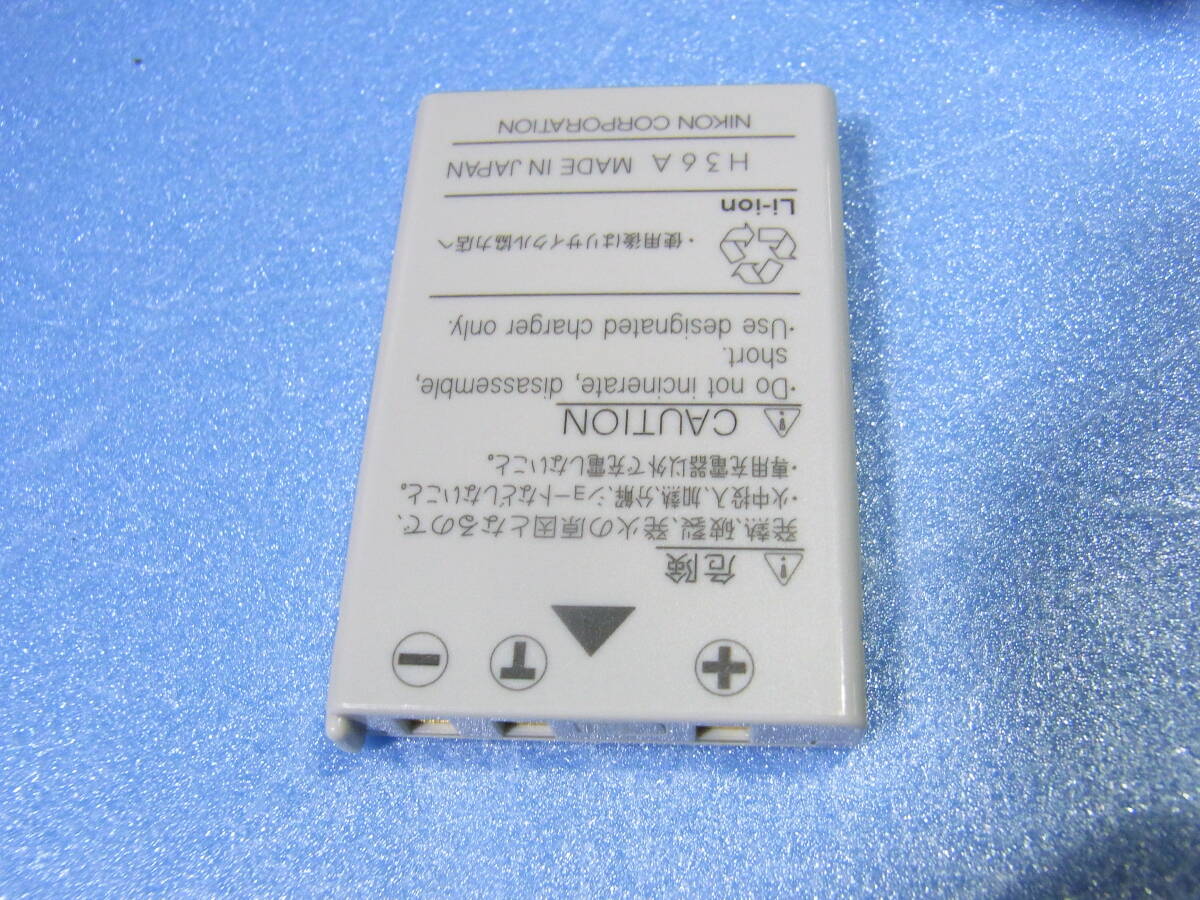 ⊕ T ⊖
危険
発熱、破裂、発火の原因となるので、
・火中投入、加熱、分解、ショートなどしないこと。
・専用充電器以外で充電しないこと。
CAUTION
・Do not incinerate, disassemble,
short.
・Use designated charger only.
・使用後はリサイクル協力店へ
Li-ion
H36A MADE IN JAPAN
NIKON CORPORATION